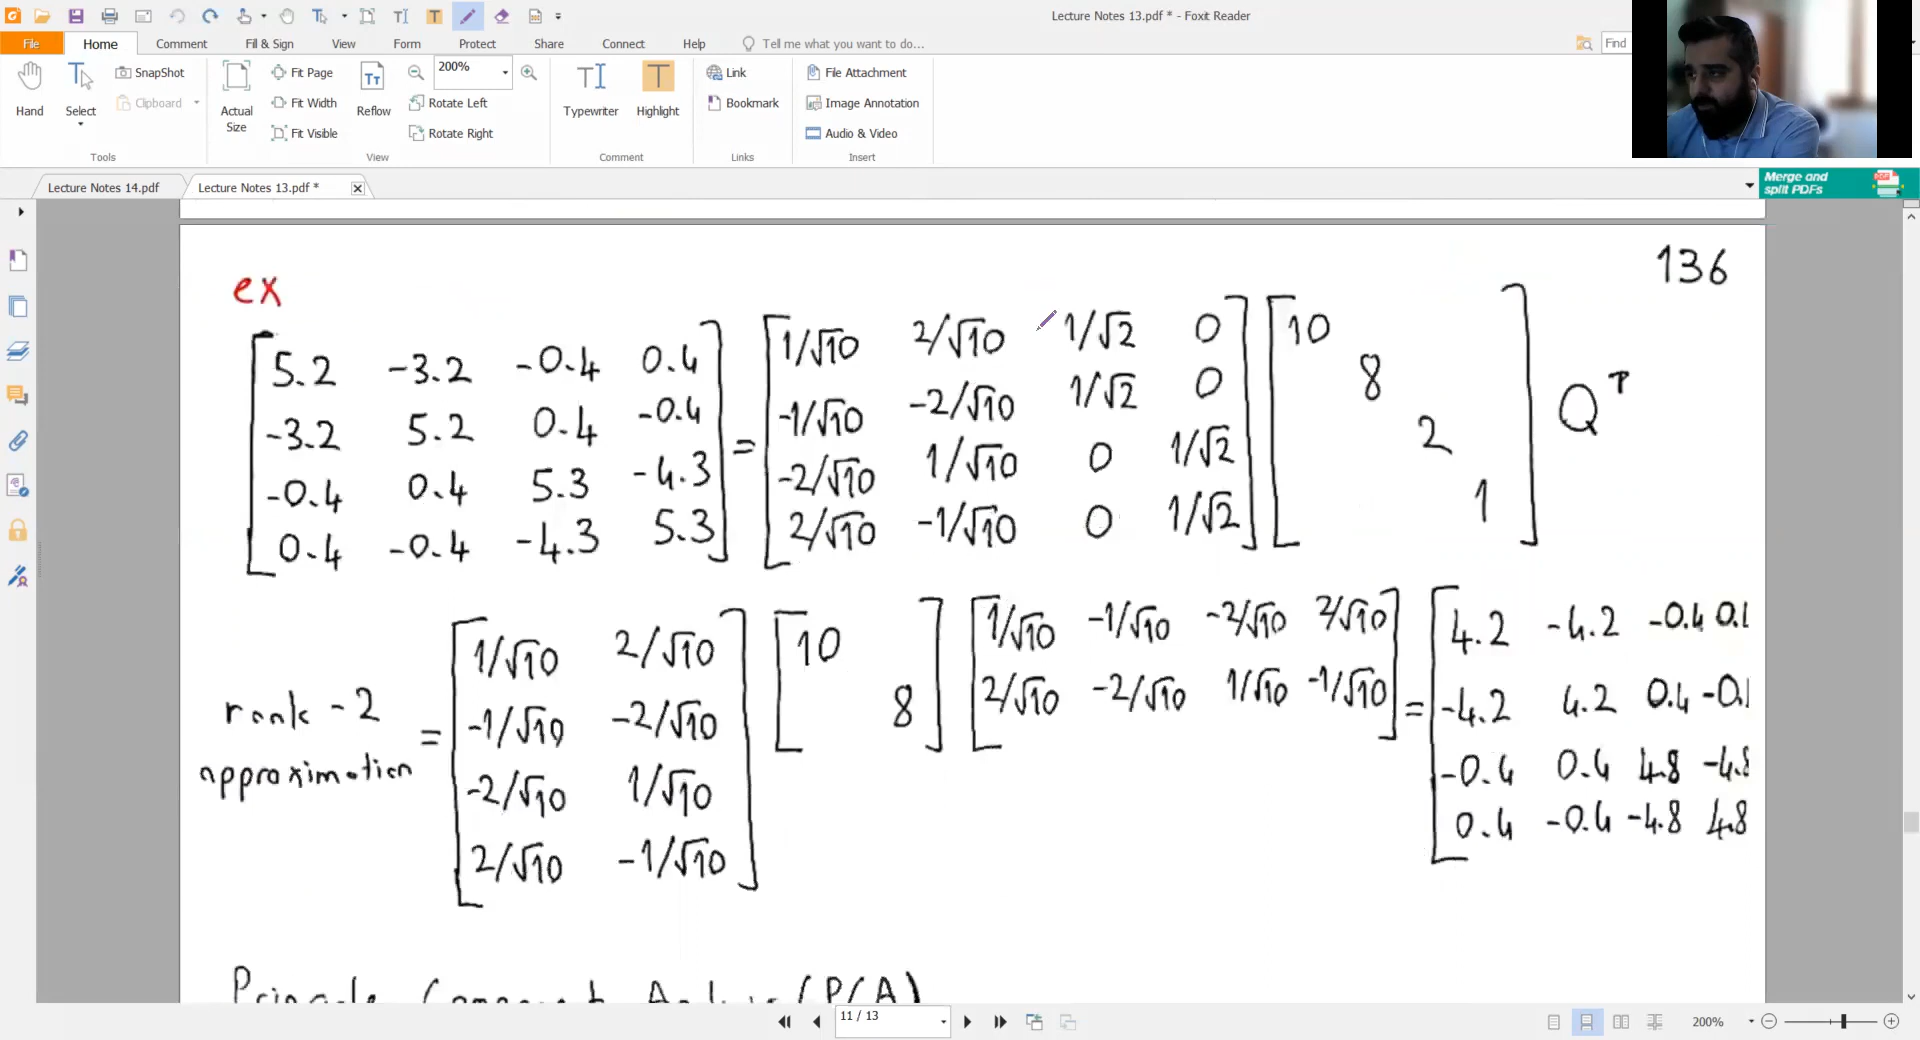 Lecture Notes 13.pdf * - Foxit Reader
File Home Comment Fill & Sign View Form Protect Share Connect Help Tell me what you want to do... Find
Hand Select SnapShot Clipboard
Tools
Actual Size Fit Page Fit Width Fit Visible Reflow 200% Rotate Left Rotate Right
View
Typewriter Highlight
Comment
Link Bookmark
Links
File Attachment Image Annotation Audio & Video
Insert
Lecture Notes 14.pdf Lecture Notes 13.pdf * Merge and split PDFs
136
ex
5.2 -3.2 -0.4 0.4
-3.2 5.2 0.4 -0.4
-0.4 0.4 5.3 -4.3
0.4 -0.4 -4.3 5.3
=
1/√10 2/√10 1/√2 0
-1/√10 -2/√10 1/√2 0
-2/√10 1/√10 0 1/√2
2/√10 -1/√10 0 1/√2
10
8
2
1
Qᵀ
rank -2
approximation
=
1/√10 2/√10
-1/√10 -2/√10
-2/√10 1/√10
2/√10 -1/√10
10
8
1/√10 -1/√10 -2/√10 2/√10
2/√10 -2/√10 1/√10 -1/√10
=
4.2 -4.2 -0.4
-4.2 4.2 0.4
-0.4 0.4 4.8 -4.8
0.4 -0.4 -4.8 4.8
(PCA)
11 / 13
200%